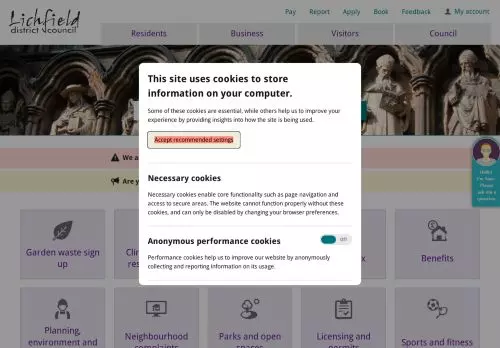 Lichfield
district council
Pay Report Apply Book Feedback My account
Residents Business Visitors Council
This site uses cookies to store
information on your computer.
Some of these cookies are essential, while others help us to improve your
experience by providing insights into how the site is being used.
Accept recommended settings
Necessary cookies
Necessary cookies enable core functionality such as page navigation and
access to secure areas. The website cannot function properly without these
cookies, and can only be disabled by changing your browser preferences.
Anonymous performance cookies
Off
Performance cookies help us to improve our website by anonymously
collecting and reporting information on its usage.
We a
Are yo
Hello!
Please
ask me a
question.
Garden waste sign
up
Benefits
Planning,
environment and
Neighbourhood
complaints
Parks and open
spaces
Licensing and
permits
Sports and fitness